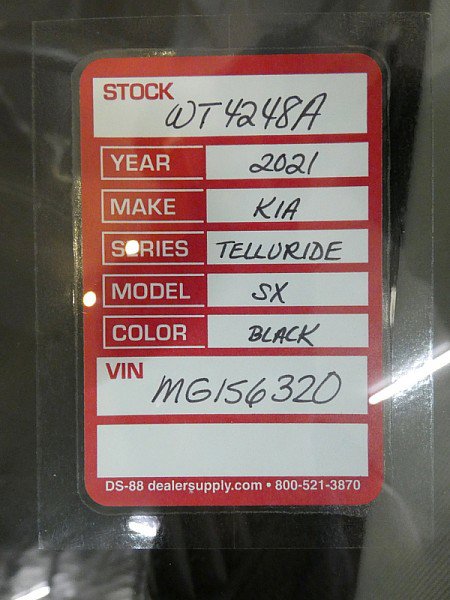 STOCK
WT4248A
YEAR 2021
MAKE KIA
SERIES TELLURIDE
MODEL SX
COLOR BLACK
VIN
MG156320
DS-88 dealersupply.com • 800-521-3870